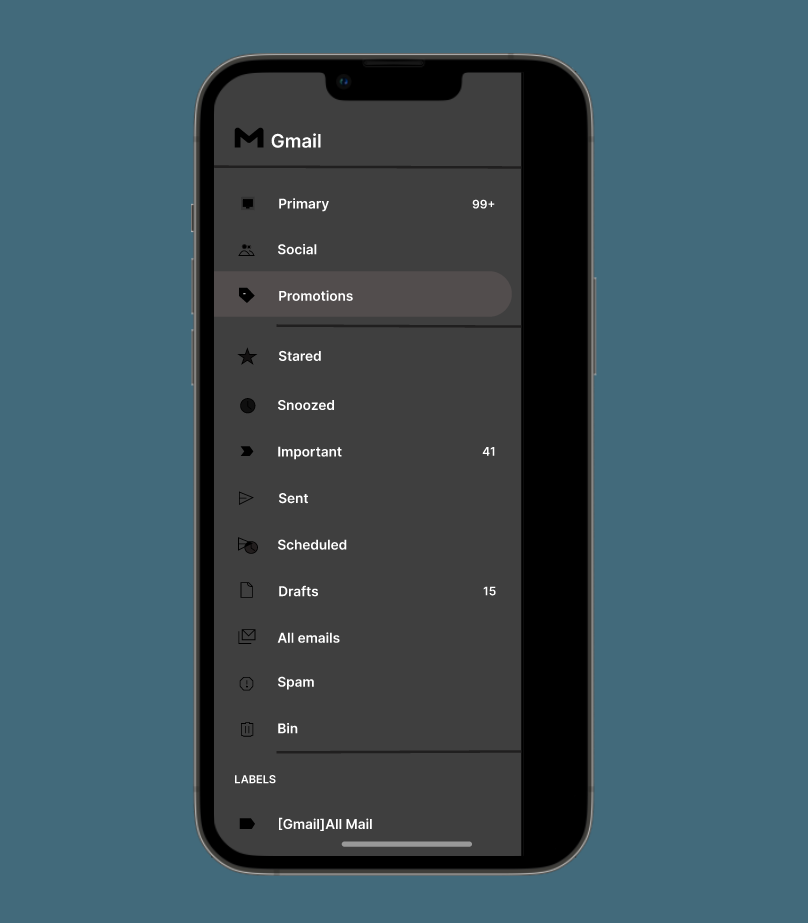 Gmail
Primary 99+
Social
Promotions
Stared
Snoozed
Important 41
Sent
Scheduled
Drafts 15
All emails
Spam
Bin
LABELS
[Gmail]All Mail